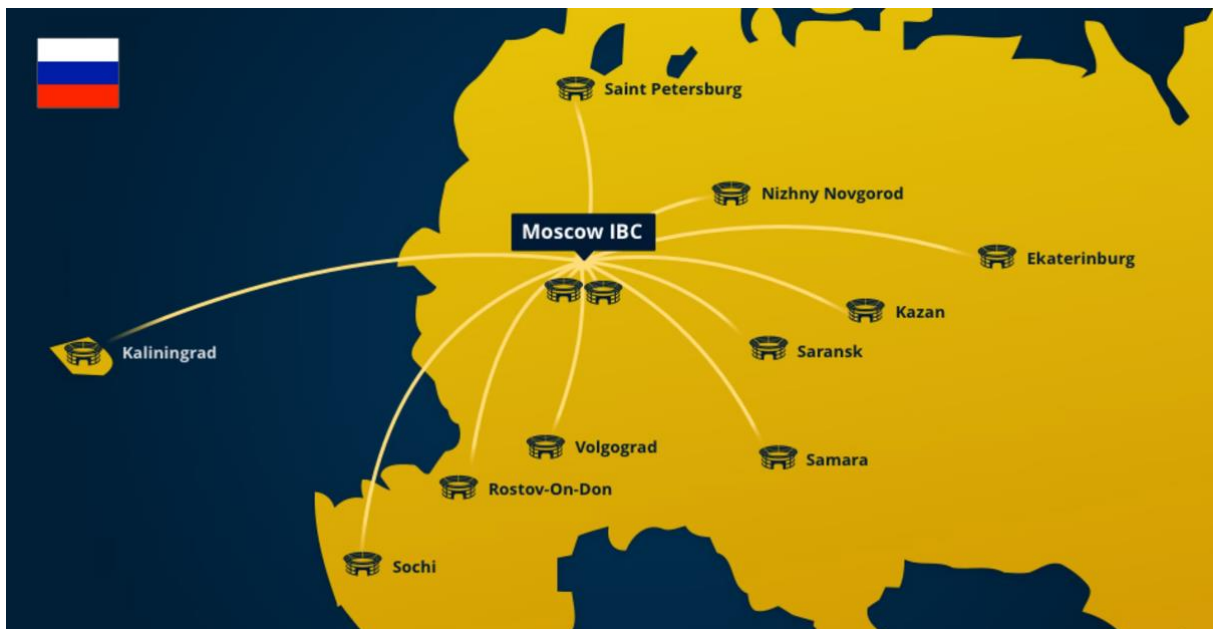 Saint Petersburg
Nizhny Novgorod
Moscow IBC
Ekaterinburg
Kazan
Saransk
Kaliningrad
Volgograd
Samara
Rostov-On-Don
Sochi